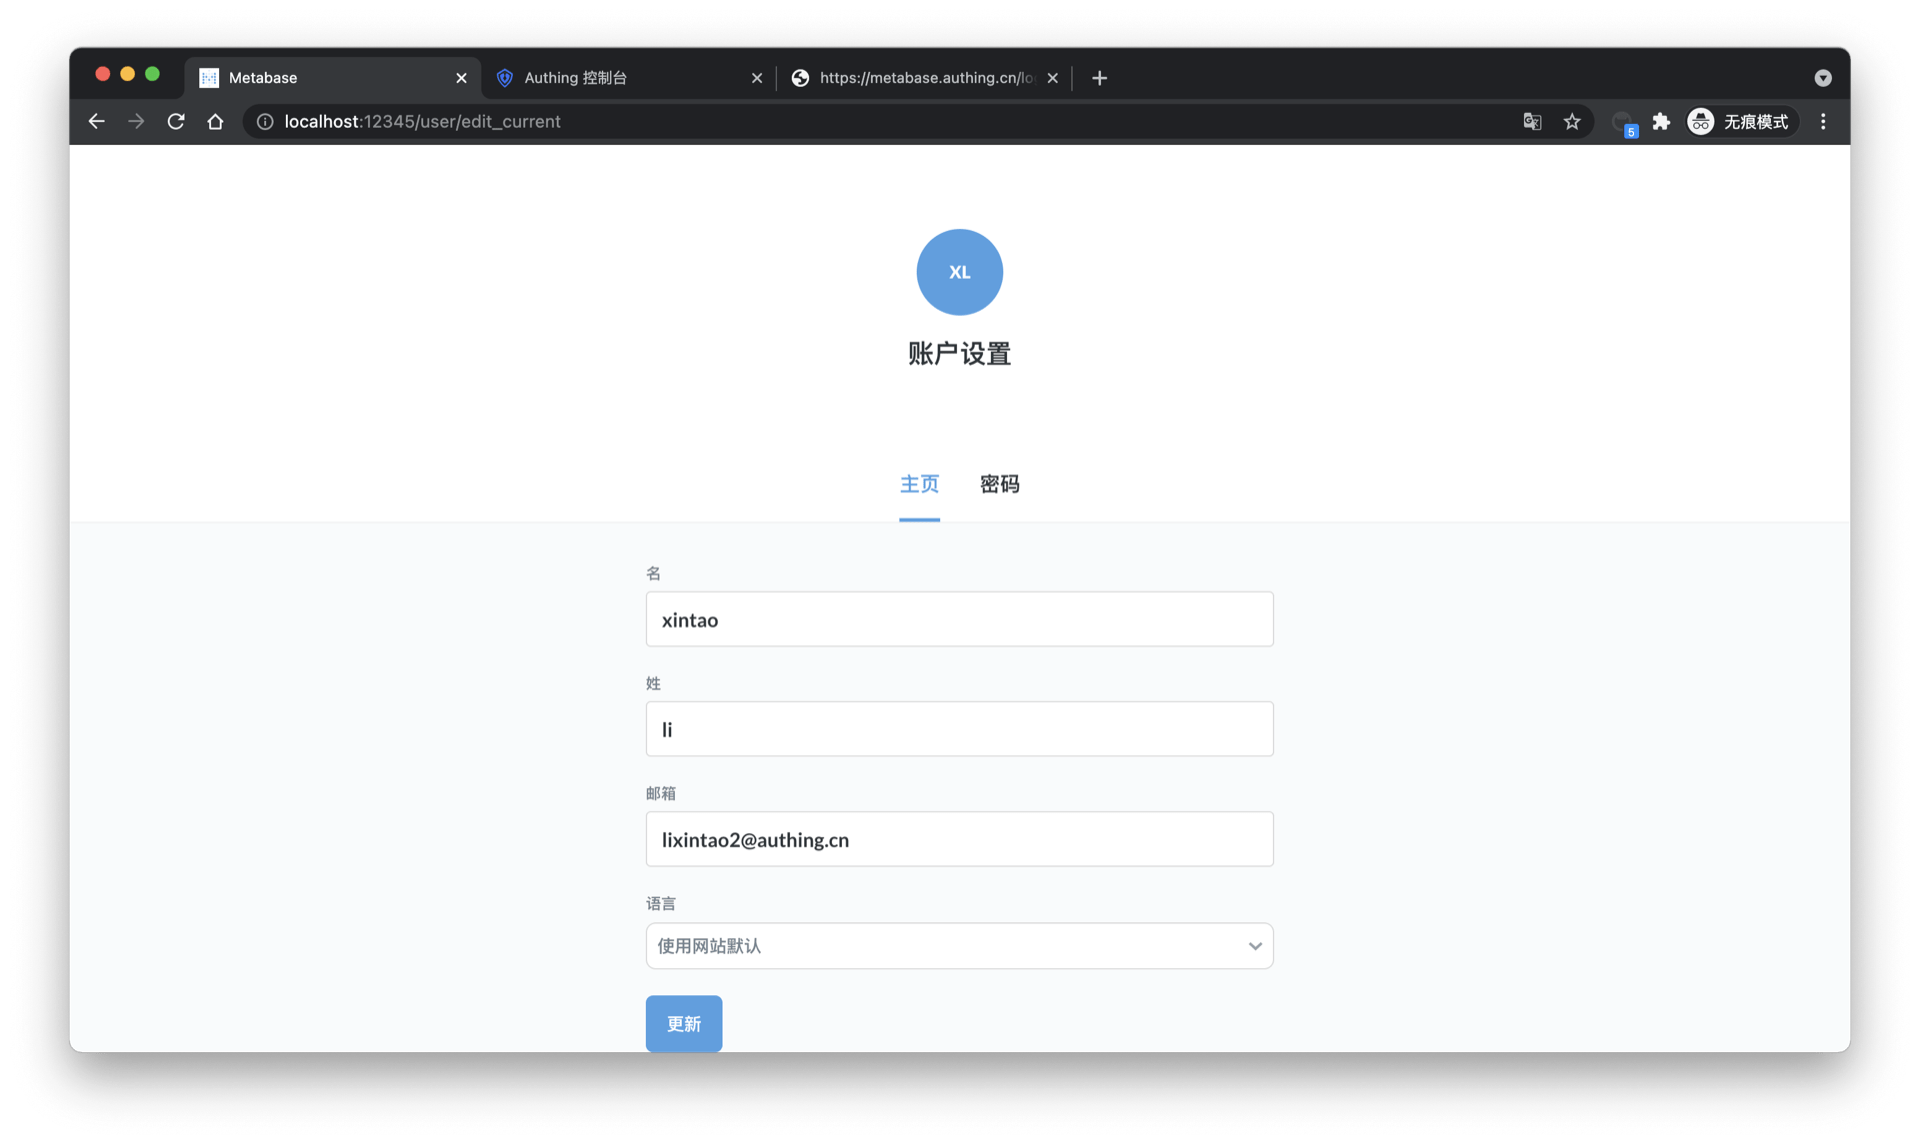 Metabase
Authing 控制台
https://metabase.authing.cn/lo
localhost:12345/user/edit_current
5
无痕模式
XL
账户设置
主页
密码
名
xintao
姓
li
邮箱
lixintao2@authing.cn
语言
使用网站默认
更新